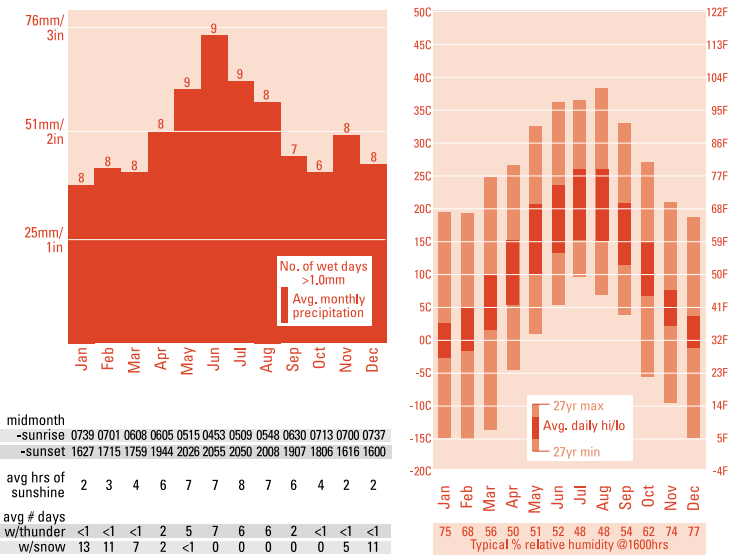 76mm/
3in
51mm/
2in
25mm/
1in
8 8 8 8 9 9 9 8 7 6 8 8
No. of wet days
>1.0mm
Avg. monthly
precipitation
Jan Feb Mar Apr May Jun Jul Aug Sep Oct Nov Dec
midmonth
-sunrise 0739 0701 0608 0605 0515 0453 0509 0548 0630 0713 0700 0737
-sunset 1627 1715 1759 1944 2026 2055 2050 2008 1907 1806 1616 1600
avg hrs of
sunshine 2 3 4 6 7 7 8 7 6 4 2 2
avg # days
w/thunder <1 <1 <1 2 5 7 6 6 2 <1 <1 <1
w/snow 13 11 7 2 <1 0 0 0 0 0 5 11
50C 122F
45C 113F
40C 104F
35C 95F
30C 86F
25C 77F
20C 68F
15C 59F
10C 50F
5C 41F
0C 32F
-5C 23F
-10C 14F
-15C 5F
-20C -4F
27yr max
Avg. daily hi/lo
27yr min
Jan Feb Mar Apr May Jun Jul Aug Sep Oct Nov Dec
75 68 56 50 51 52 48 48 54 62 74 77
Typical % relative humidity @1600hrs